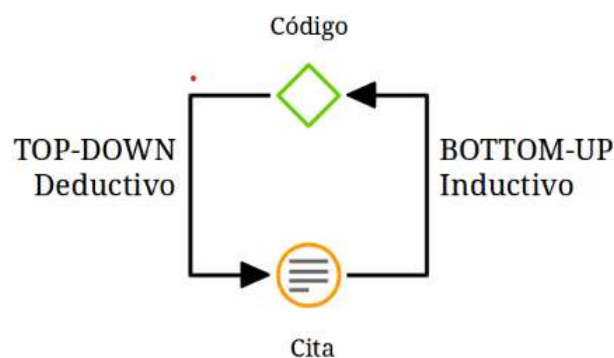 Código
TOP-DOWN
Deductivo
BOTTOM-UP
Inductivo
Cita